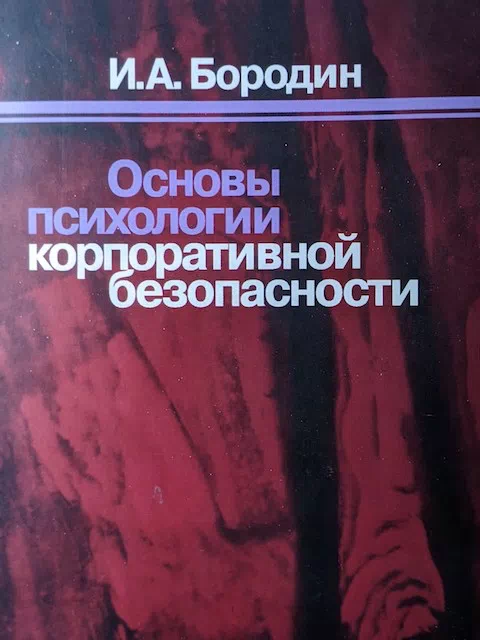 И.А. Бородин
Основы
психологии
корпоративной
безопасности